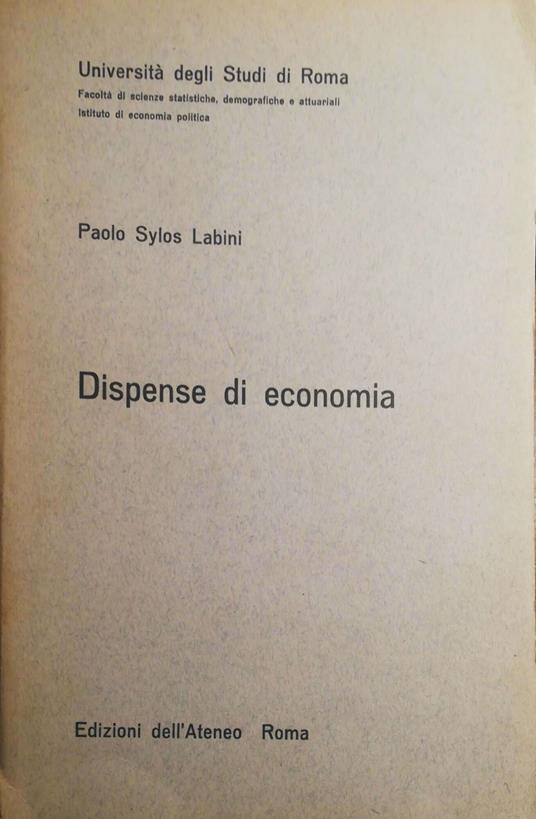 Università degli Studi di Roma
Facoltà di scienze statistiche, demografiche e attuariali
Istituto di economia politica
Paolo Sylos Labini
Dispense di economia
Edizioni dell'Ateneo Roma